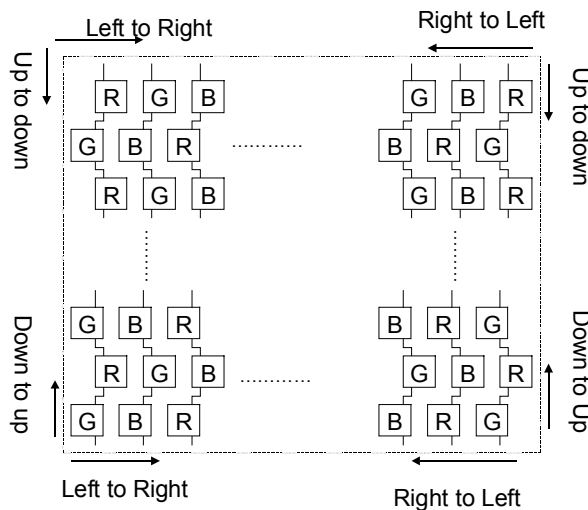 Left to Right
Right to Left
Up to down
Up to down
R G B
G B R
G B R
B R G
R G B
G B R
G B R
B R G
R G B
G B R
G B R
B R G
Down to up
Down to Up
Left to Right
Right to Left